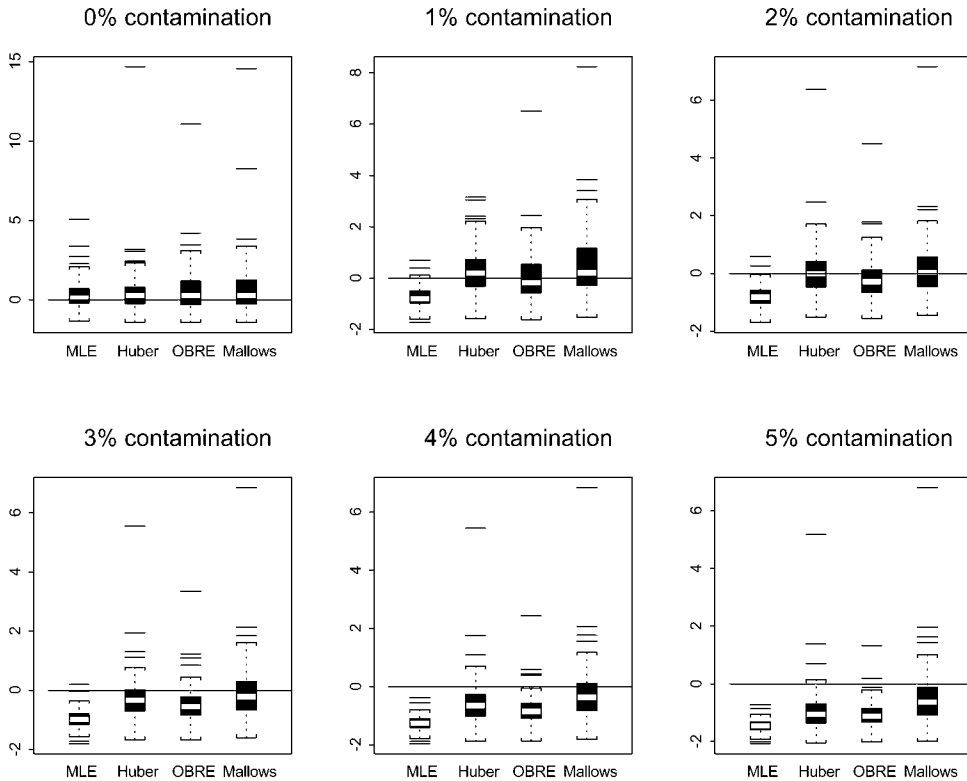 0% contamination
15
10
5
0
MLE Huber OBRE Mallows
1% contamination
8
6
4
2
0
-2
MLE Huber OBRE Mallows
2% contamination
6
4
2
0
-2
MLE Huber OBRE Mallows
3% contamination
6
4
2
0
-2
MLE Huber OBRE Mallows
4% contamination
6
4
2
0
-2
MLE Huber OBRE Mallows
5% contamination
6
4
2
0
-2
MLE Huber OBRE Mallows